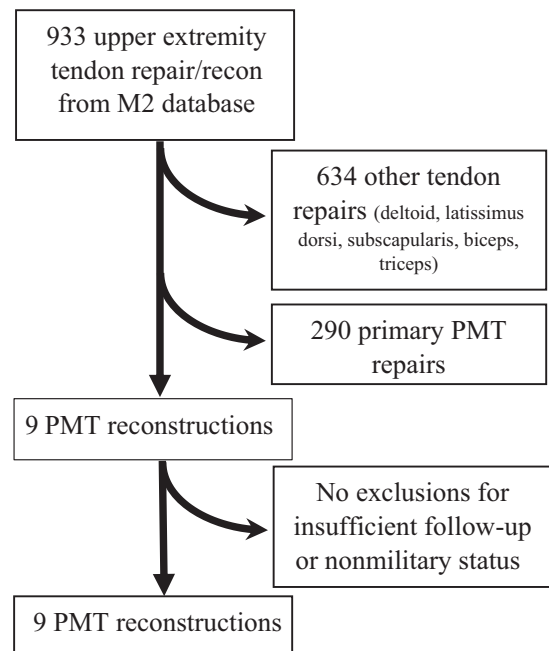 933 upper extremity
tendon repair/recon
from M2 database
634 other tendon
repairs (deltoid, latissimus
dorsi, subscapularis, biceps,
triceps)
290 primary PMT
repairs
9 PMT reconstructions
No exclusions for
insufficient follow-up
or nonmilitary status
9 PMT reconstructions